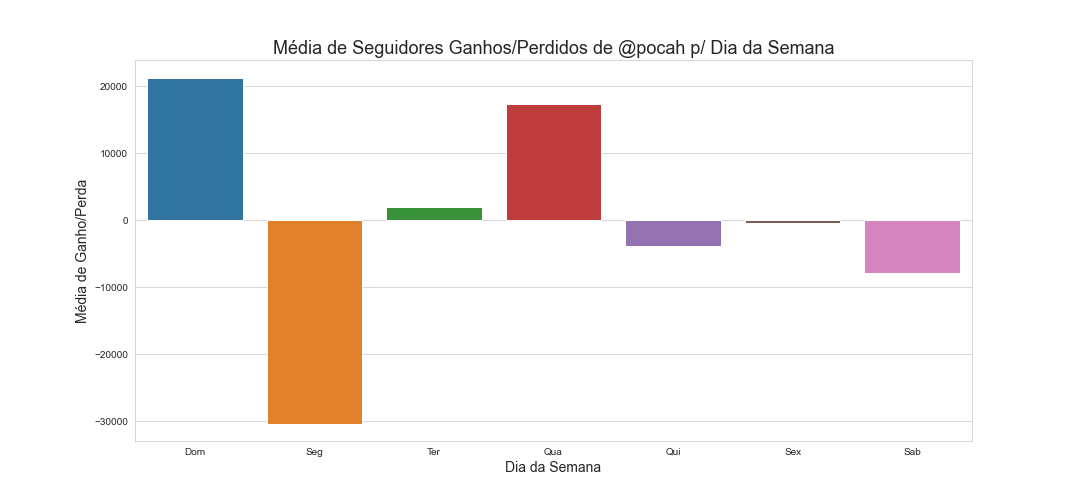 Média de Seguidores Ganhos/Perdidos de @pocah p/ Dia da Semana
Média de Ganho/Perda
20000
10000
0
−10000
−20000
−30000
Dom Seg Ter Qua Qui Sex Sab
Dia da Semana